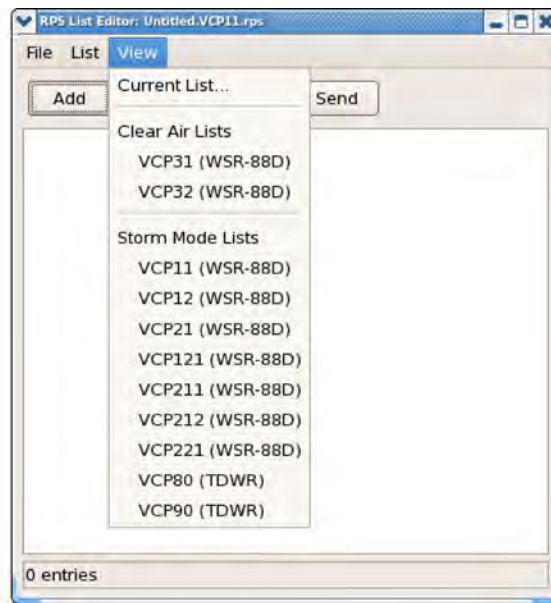 RPS List Editor: Untitled.VCP11.rps
File List View
Add Send
Current List...
Clear Air Lists
VCP31 (WSR-88D)
VCP32 (WSR-88D)
Storm Mode Lists
VCP11 (WSR-88D)
VCP12 (WSR-88D)
VCP21 (WSR-88D)
VCP121 (WSR-88D)
VCP211 (WSR-88D)
VCP212 (WSR-88D)
VCP221 (WSR-88D)
VCP80 (TDWR)
VCP90 (TDWR)
0 entries